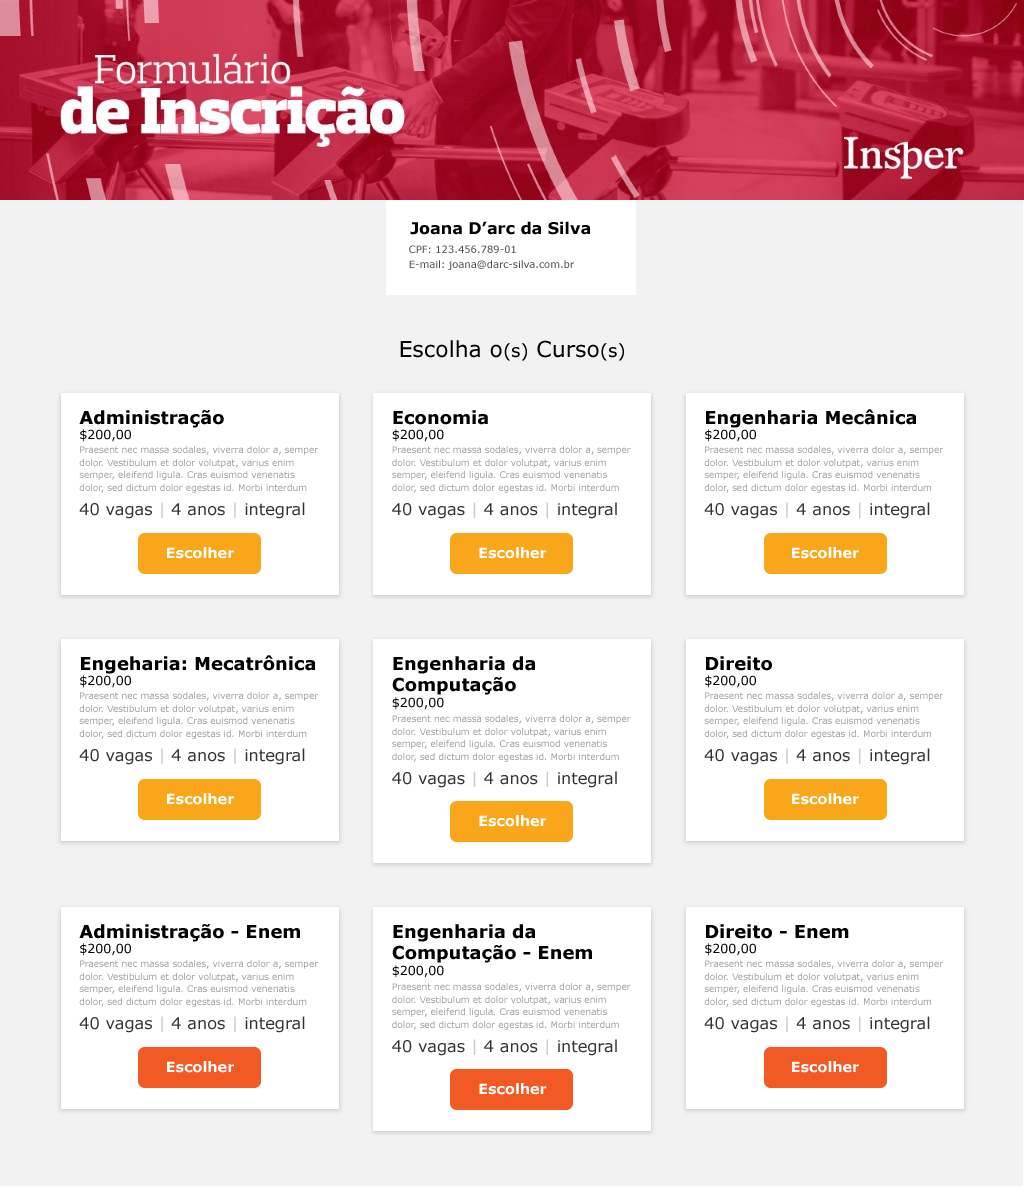 Formulário
de Inscrição
Insper
Joana D’arc da Silva
CPF: 123.456.789-01
E-mail: joana@darc-silva.com.br
Escolha o(s) Curso(s)
Administração
$200,00
Praesent nec massa sodales, viverra dolor a, semper
dolor. Vestibulum et dolor volutpat, varius enim
semper, eleifend ligula. Cras euismod venenatis
dolor, sed dictum dolor egestas id. Morbi interdum
40 vagas | 4 anos | integral
Escolher
Economia
$200,00
Praesent nec massa sodales, viverra dolor a, semper
dolor. Vestibulum et dolor volutpat, varius enim
semper, eleifend ligula. Cras euismod venenatis
dolor, sed dictum dolor egestas id. Morbi interdum
40 vagas | 4 anos | integral
Escolher
Engenharia Mecânica
$200,00
Praesent nec massa sodales, viverra dolor a, semper
dolor. Vestibulum et dolor volutpat, varius enim
semper, eleifend ligula. Cras euismod venenatis
dolor, sed dictum dolor egestas id. Morbi interdum
40 vagas | 4 anos | integral
Escolher
Engeharia: Mecatrônica
$200,00
Praesent nec massa sodales, viverra dolor a, semper
dolor. Vestibulum et dolor volutpat, varius enim
semper, eleifend ligula. Cras euismod venenatis
dolor, sed dictum dolor egestas id. Morbi interdum
40 vagas | 4 anos | integral
Escolher
Engenharia da
Computação
$200,00
Praesent nec massa sodales, viverra dolor a, semper
dolor. Vestibulum et dolor volutpat, varius enim
semper, eleifend ligula. Cras euismod venenatis
dolor, sed dictum dolor egestas id. Morbi interdum
40 vagas | 4 anos | integral
Escolher
Direito
$200,00
Praesent nec massa sodales, viverra dolor a, semper
dolor. Vestibulum et dolor volutpat, varius enim
semper, eleifend ligula. Cras euismod venenatis
dolor, sed dictum dolor egestas id. Morbi interdum
40 vagas | 4 anos | integral
Escolher
Administração - Enem
$200,00
Praesent nec massa sodales, viverra dolor a, semper
dolor. Vestibulum et dolor volutpat, varius enim
semper, eleifend ligula. Cras euismod venenatis
dolor, sed dictum dolor egestas id. Morbi interdum
40 vagas | 4 anos | integral
Escolher
Engenharia da
Computação - Enem
$200,00
Praesent nec massa sodales, viverra dolor a, semper
dolor. Vestibulum et dolor volutpat, varius enim
semper, eleifend ligula. Cras euismod venenatis
dolor, sed dictum dolor egestas id. Morbi interdum
40 vagas | 4 anos | integral
Escolher
Direito - Enem
$200,00
Praesent nec massa sodales, viverra dolor a, semper
dolor. Vestibulum et dolor volutpat, varius enim
semper, eleifend ligula. Cras euismod venenatis
dolor, sed dictum dolor egestas id. Morbi interdum
40 vagas | 4 anos | integral
Escolher